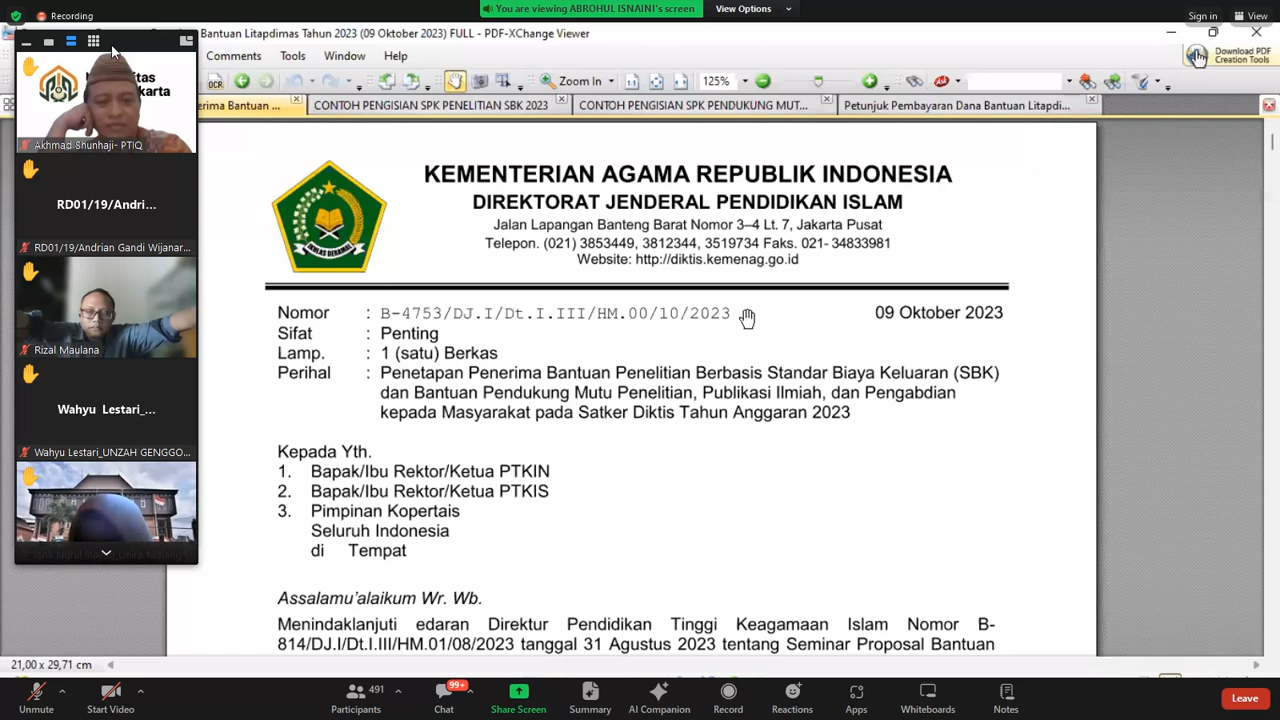 Recording
You are viewing ABROHUL ISNAINI's screen
View Options
Sign in
View
Bantuan Litapdimas Tahun 2023 (09 Oktober 2023) FULL - PDF-XChange Viewer
Comments Tools Window Help
Download PDF
Creation Tools
OCR
Zoom In
125%
erima Bantuan ...
CONTOH PENGISIAN SPK PENELITIAN SBK 2023
CONTOH PENGISIAN SPK PENDUKUNG MUT...
Petunjuk Pembayaran Dana Bantuan Litapdi...
Akhmad Shunhaji- PTIQ
RD01/19/Andri...
RD01/19/Andrian Gandi Wijanar...
Rizal Maulana
Wahyu Lestari_...
Wahyu Lestari_UNZAH GENGGO...
KEMENTERIAN AGAMA REPUBLIK INDONESIA
DIREKTORAT JENDERAL PENDIDIKAN ISLAM
Jalan Lapangan Banteng Barat Nomor 3–4 Lt. 7, Jakarta Pusat
Telepon. (021) 3853449, 3812344, 3519734 Faks. 021- 34833981
Website: http://diktis.kemenag.go.id
IKHLAS BERAMAL
Nomor : B-4753/DJ.I/Dt.I.III/HM.00/10/2023 09 Oktober 2023
Sifat : Penting
Lamp. : 1 (satu) Berkas
Perihal : Penetapan Penerima Bantuan Penelitian Berbasis Standar Biaya Keluaran (SBK)
dan Bantuan Pendukung Mutu Penelitian, Publikasi Ilmiah, dan Pengabdian
kepada Masyarakat pada Satker Diktis Tahun Anggaran 2023
Kepada Yth.
1. Bapak/Ibu Rektor/Ketua PTKIN
2. Bapak/Ibu Rektor/Ketua PTKIS
3. Pimpinan Kopertais
Seluruh Indonesia
di Tempat
Assalamu'alaikum Wr. Wb.
Menindaklanjuti edaran Direktur Pendidikan Tinggi Keagamaan Islam Nomor B-
814/DJ.I/Dt.I.III/HM.01/08/2023 tanggal 31 Agustus 2023 tentang Seminar Proposal Bantuan
21,00 x 29,71 cm
Unmute
Start Video
491
Participants
99+
Chat
Share Screen
Summary
AI Companion
Record
Reactions
Apps
Whiteboards
Notes
Leave